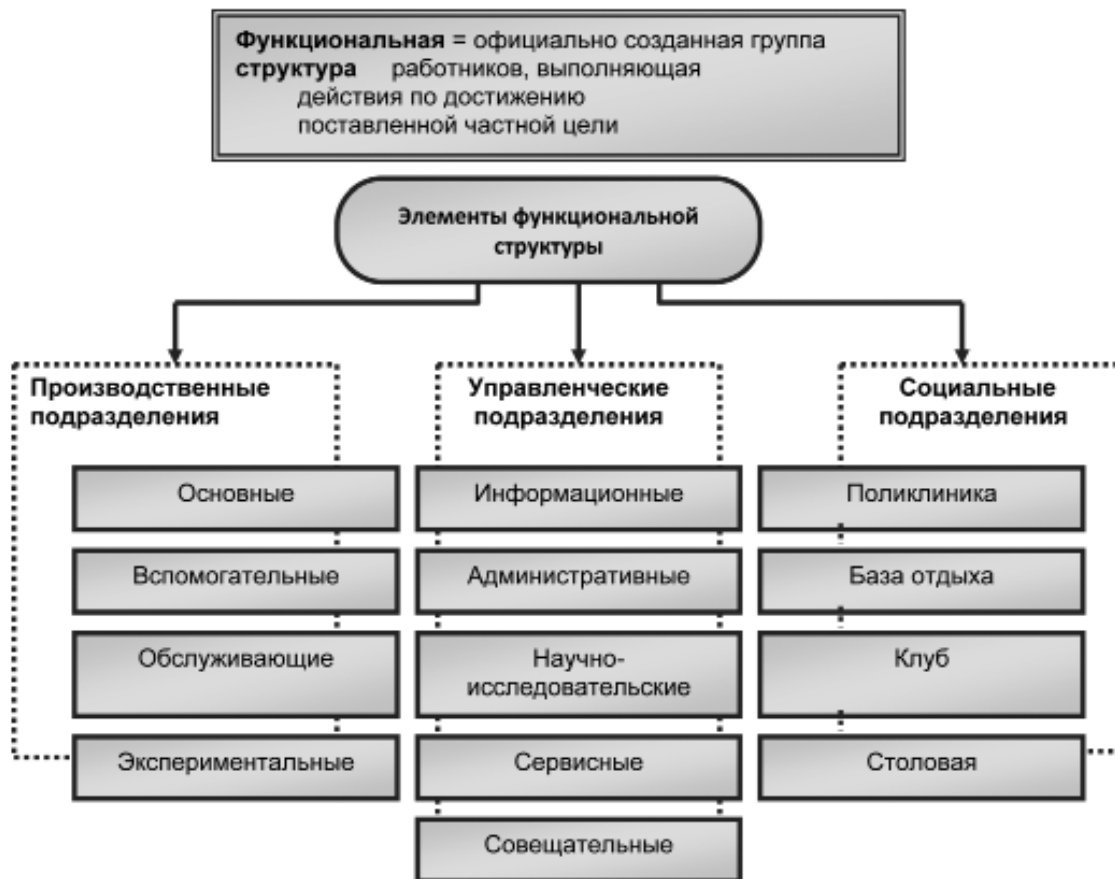 Функциональная = официально созданная группа
структура работников, выполняющая
действия по достижению
поставленной частной цели
Элементы функциональной
структуры
Производственные
подразделения
Основные
Вспомогательные
Обслуживающие
Экспериментальные
Управленческие
подразделения
Информационные
Административные
Научно-
исследовательские
Сервисные
Совещательные
Социальные
подразделения
Поликлиника
База отдыха
Клуб
Столовая